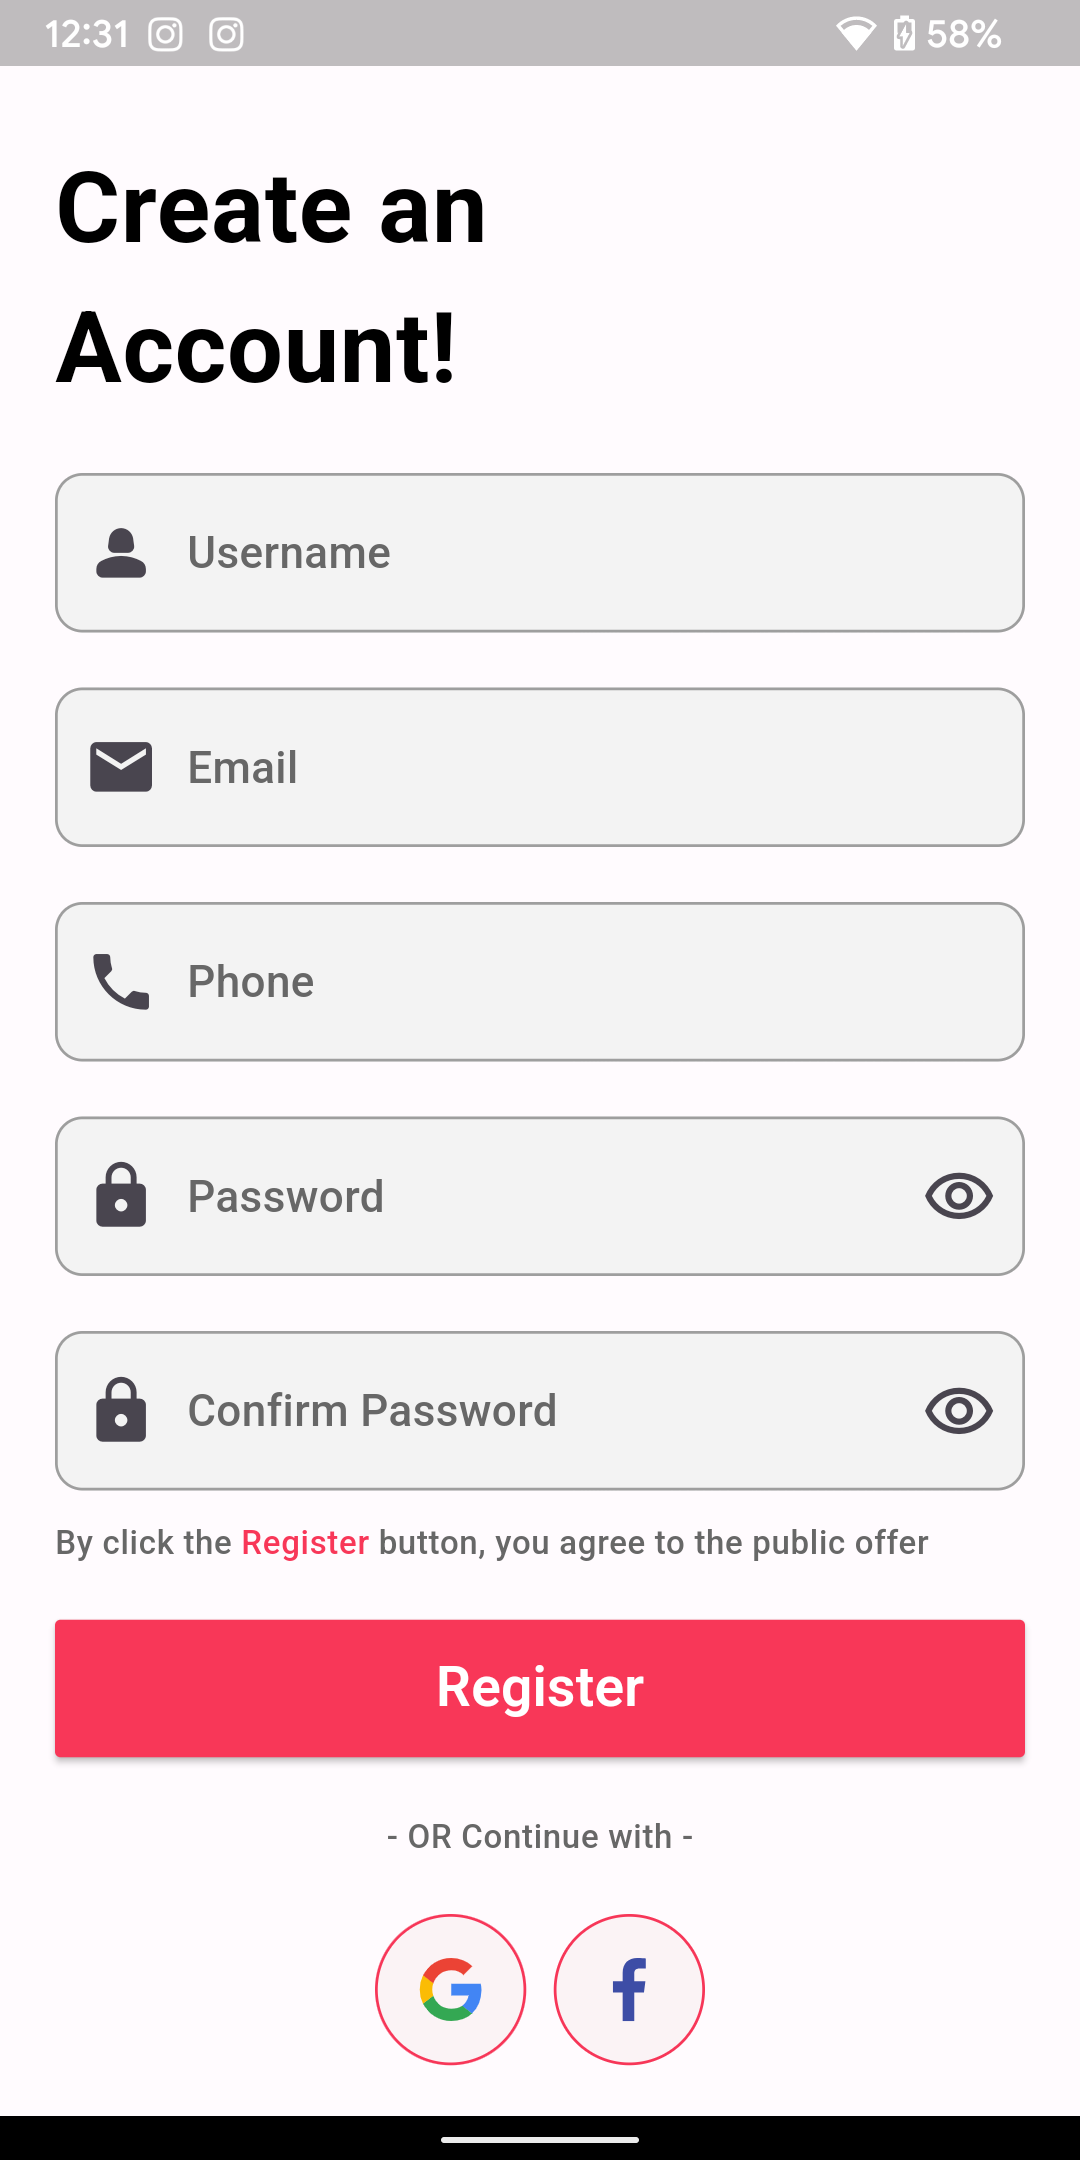 12:31 58%
Create an
Account!
Username
Email
Phone
Password
Confirm Password
By click the Register button, you agree to the public offer
Register
- OR Continue with -